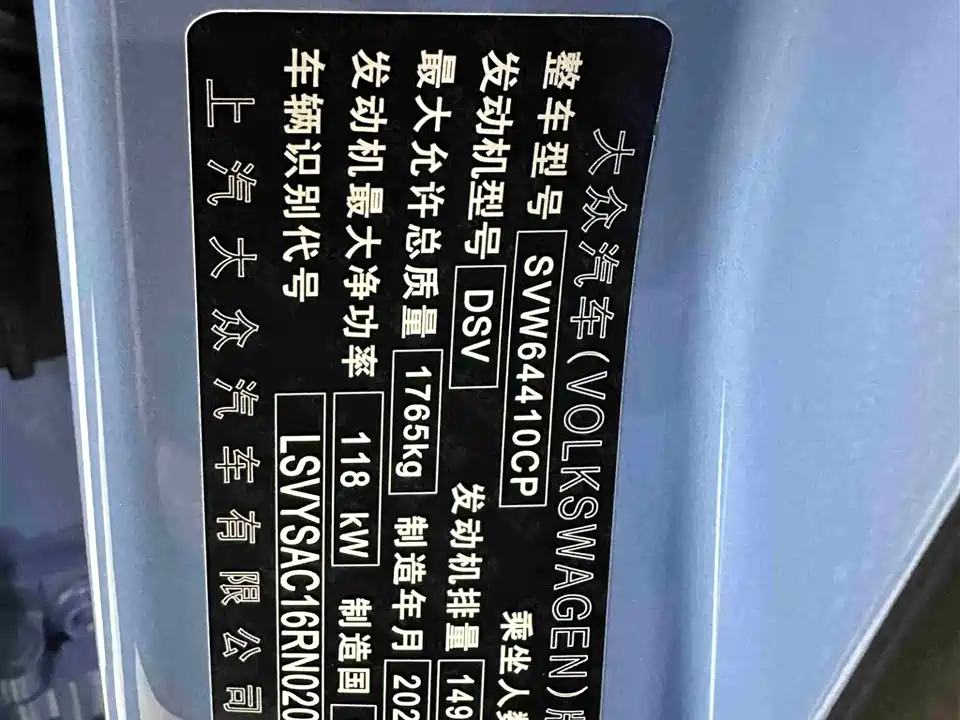 大众汽车(VOLKSWAGEN)
整车型号 SVW64410CP 乘坐人
发动机型号 DSV 发动机排量 149
最大允许总质量 1765kg 制造年月 202
发动机最大净功率 118 kW 制造国
车辆识别代号 LSVYSAC16RN020
上汽大众汽车有限公司